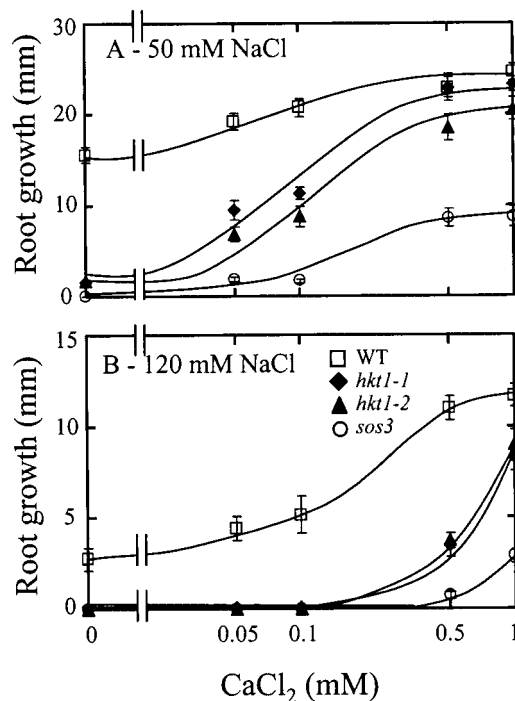 30
A - 50 mM NaCl
20
10
0
Root growth (mm)
15
B - 120 mM NaCl
WT
hkt1-1
hkt1-2
sos3
10
5
0
Root growth (mm)
0 0.05 0.1 0.5 1
CaCl₂ (mM)